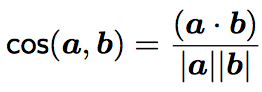 cos(a, b) = (a · b) / |a||b|